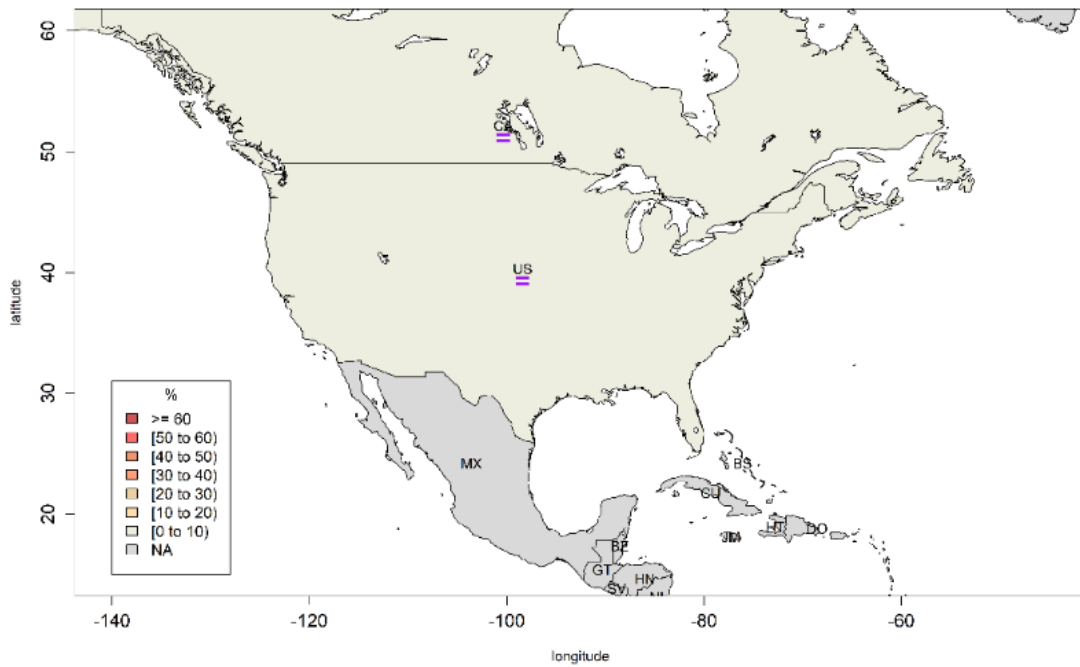 60
50
40
30
20
latitude
CA
US
MX
BS
CU
HT
DO
JM
BZ
GT
HN
SV
NI
%
>= 60
[50 to 60)
[40 to 50)
[30 to 40)
[20 to 30)
[10 to 20)
[0 to 10)
NA
-140
-120
-100
-80
-60
longitude